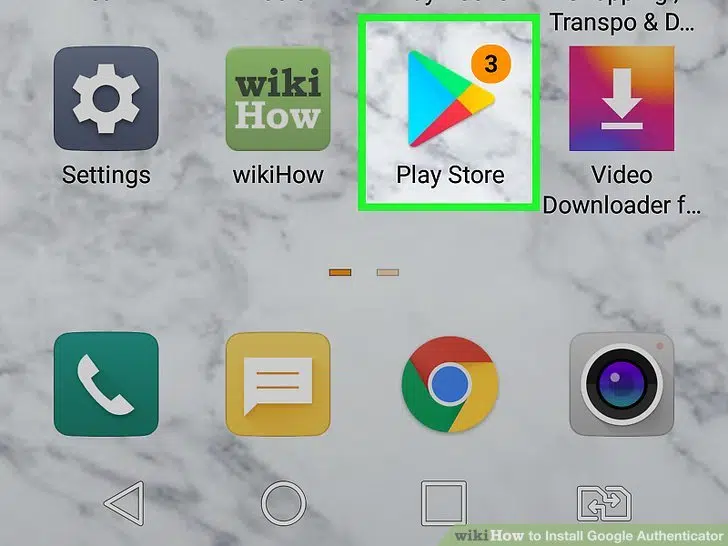 Transpo & D...
3
wiki
How
Settings
wikiHow
Play Store
Video
Downloader f...
wikiHow to Install Google Authenticator